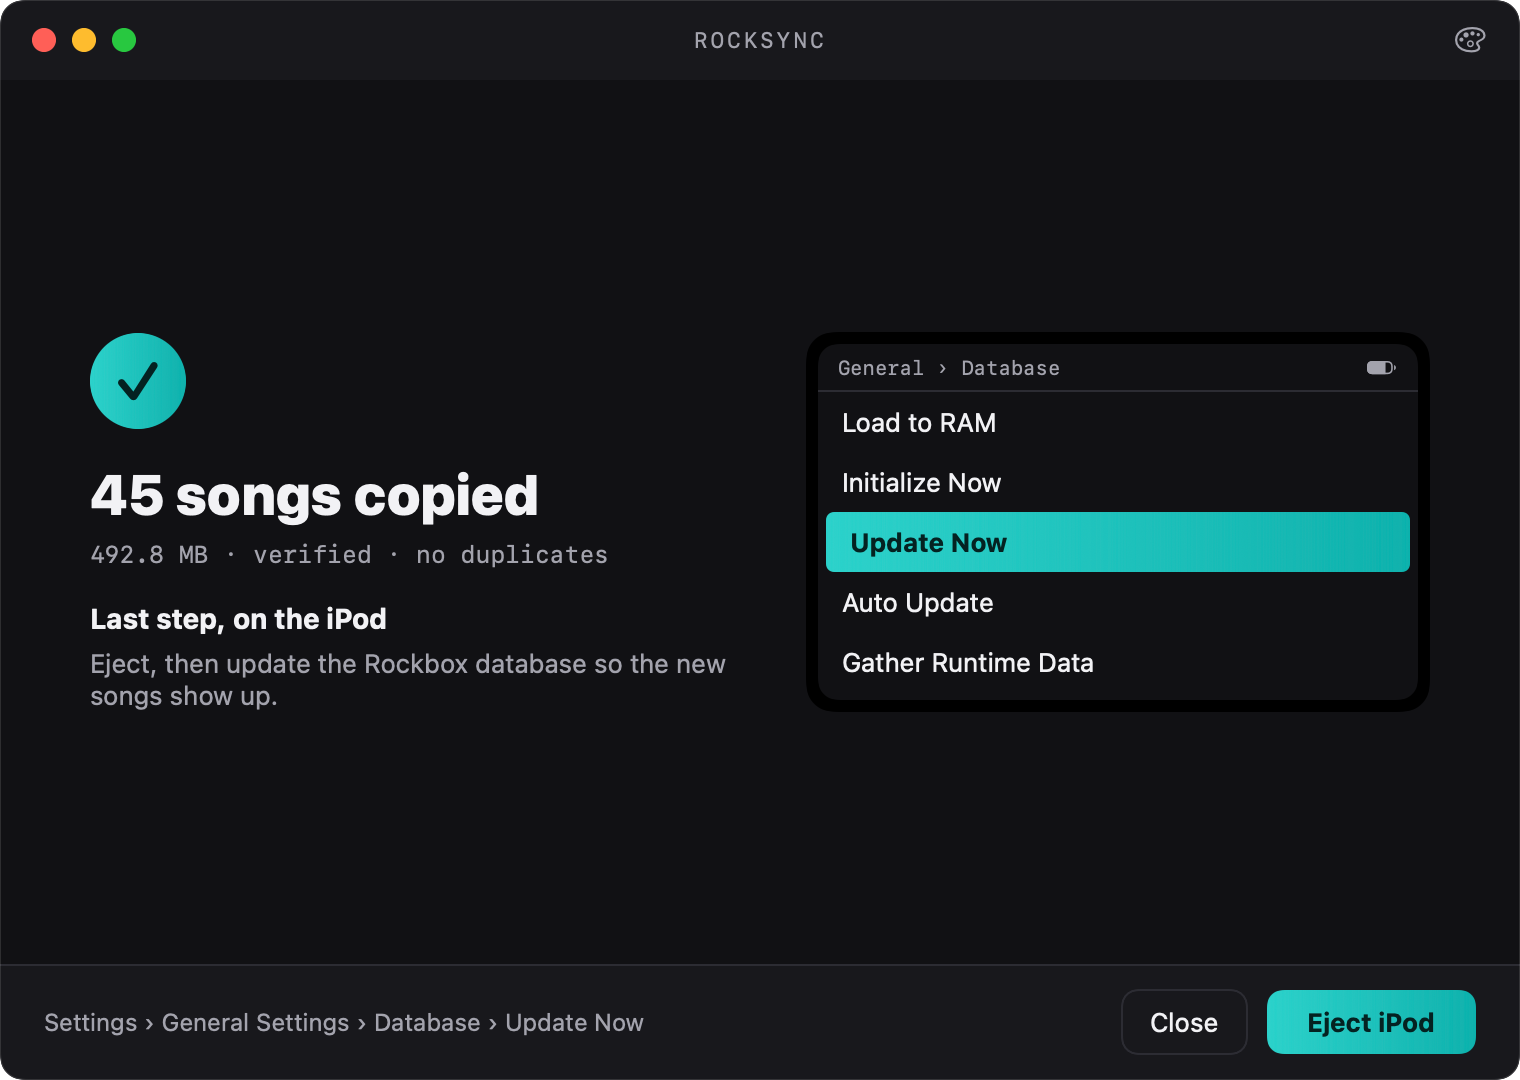 ROCKSYNC
45 songs copied
492.8 MB · verified · no duplicates
Last step, on the iPod
Eject, then update the Rockbox database so the new
songs show up.
General › Database
Load to RAM
Initialize Now
Update Now
Auto Update
Gather Runtime Data
Settings › General Settings › Database › Update Now
Close
Eject iPod